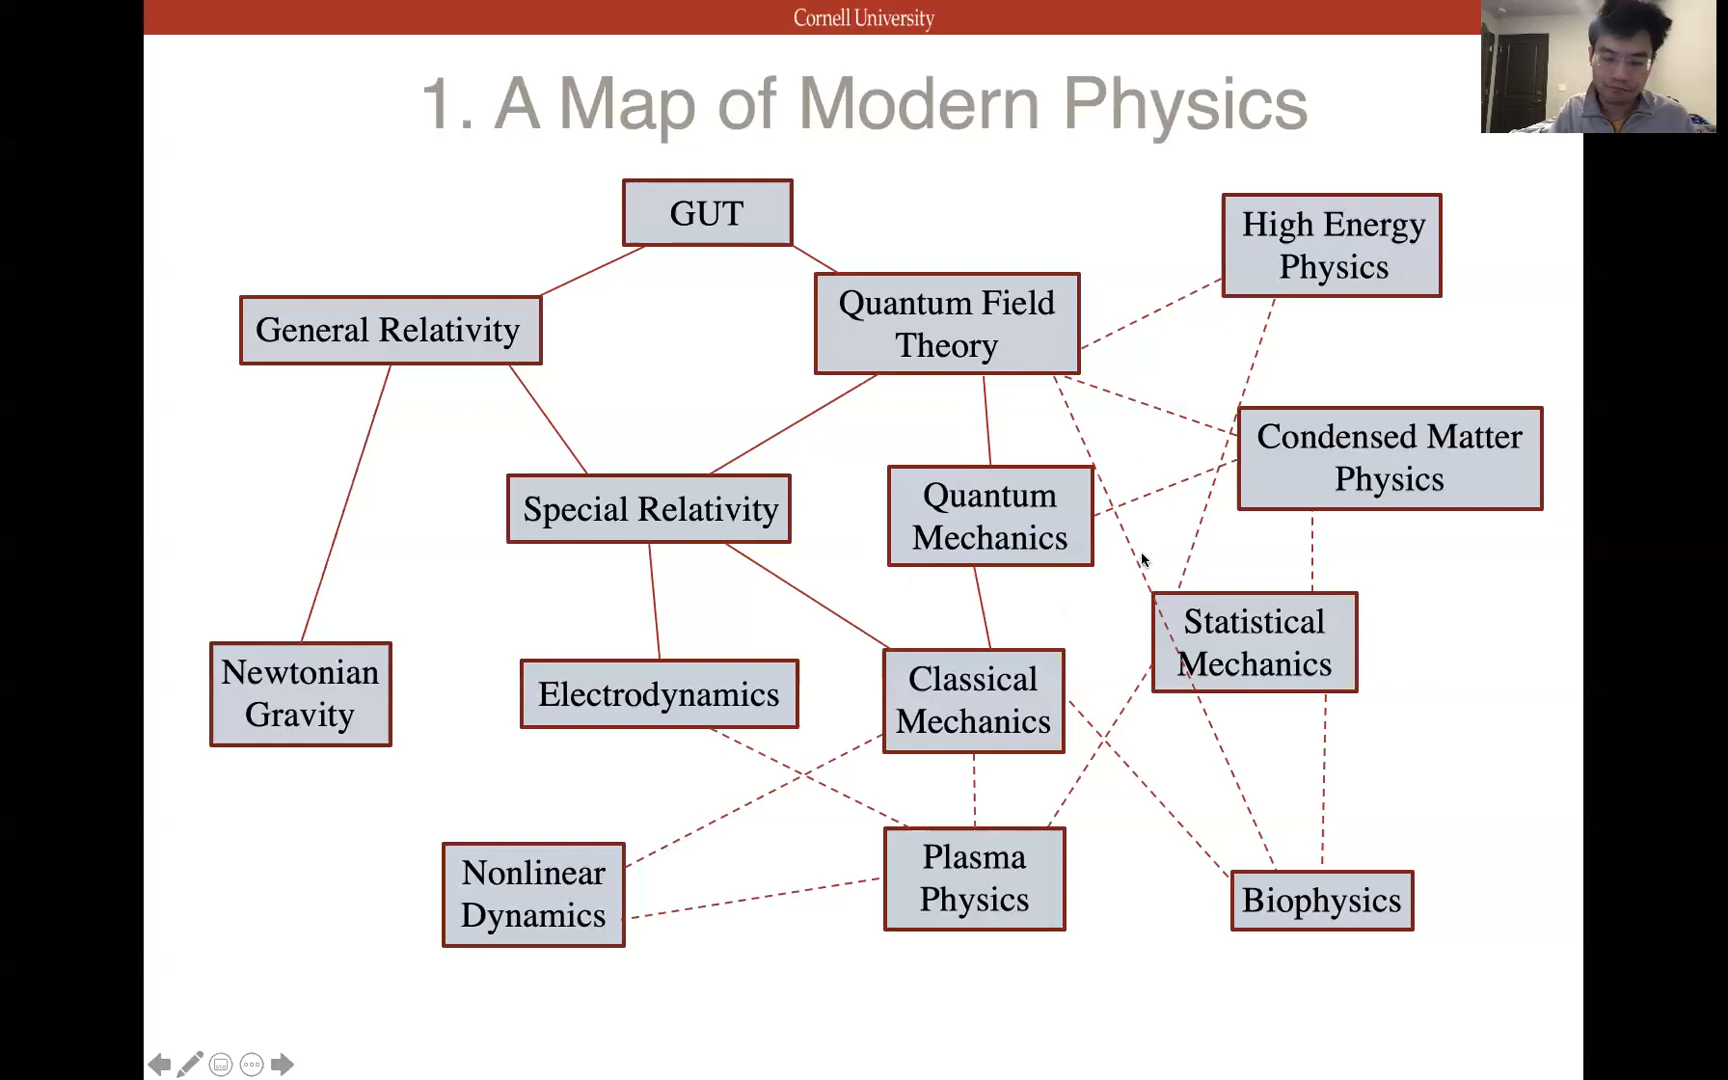 Cornell University
1. A Map of Modern Physics
GUT
High Energy
Physics
General Relativity
Quantum Field
Theory
Condensed Matter
Physics
Special Relativity
Quantum
Mechanics
Statistical
Mechanics
Newtonian
Gravity
Electrodynamics
Classical
Mechanics
Nonlinear
Dynamics
Plasma
Physics
Biophysics